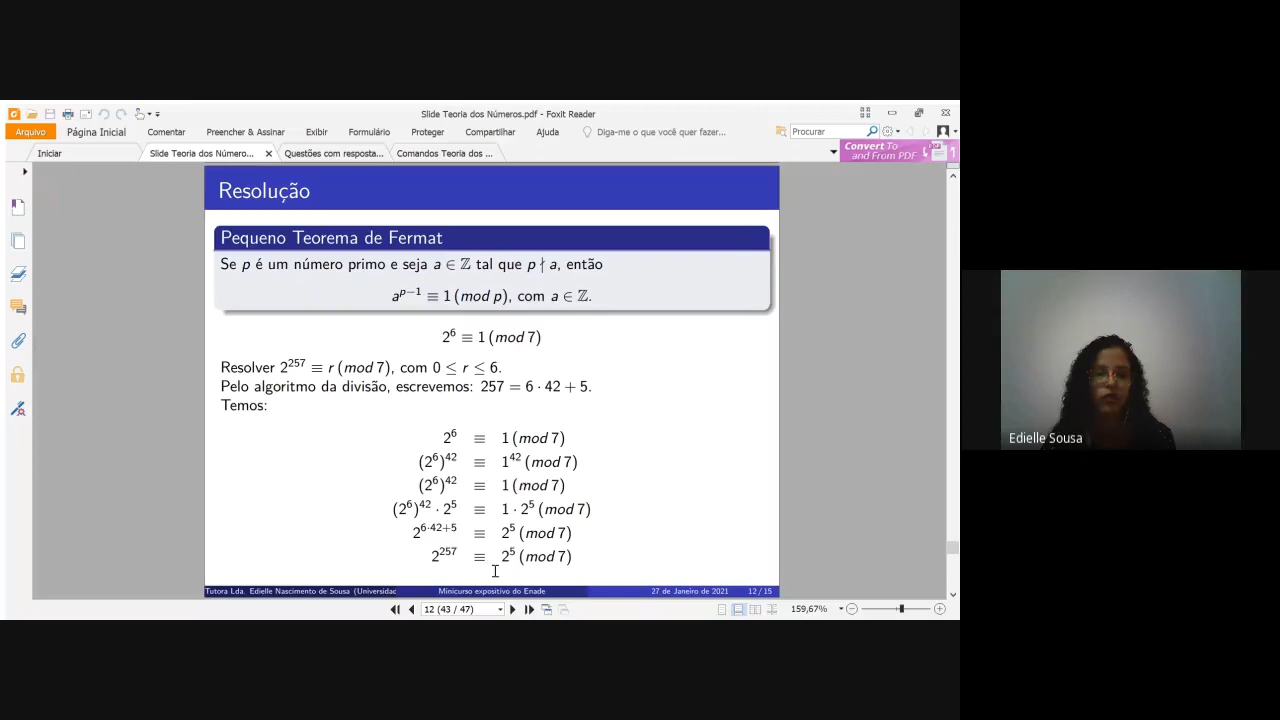 Slide Teoria dos Números.pdf - Foxit Reader
Arquivo Página Inicial Comentar Preencher & Assinar Exibir Formulário Proteger Compartilhar Ajuda Diga-me o que você quer fazer... Procurar
Iniciar Slide Teoria dos Número... Questões com resposta... Comandos Teoria dos ... Convert To
and From PDF
Resolução
Pequeno Teorema de Fermat
Se p é um número primo e seja a ∈ ℤ tal que p ∤ a, então
a^{p−1} ≡ 1 (mod p), com a ∈ ℤ.
2^6 ≡ 1 (mod 7)
Resolver 2^{257} ≡ r (mod 7), com 0 ≤ r ≤ 6.
Pelo algoritmo da divisão, escrevemos: 257 = 6 · 42 + 5.
Temos:
2^6 ≡ 1 (mod 7)
(2^6)^{42} ≡ 1^{42} (mod 7)
(2^6)^{42} ≡ 1 (mod 7)
(2^6)^{42} · 2^5 ≡ 1 · 2^5 (mod 7)
2^{6·42+5} ≡ 2^5 (mod 7)
2^{257} ≡ 2^5 (mod 7)
Tutora Lda. Edielle Nascimento de Sousa (Universidad Minicurso expositivo do Enade 27 de Janeiro de 2021 12 / 15
12 (43 / 47) 159,67%
Edielle Sousa